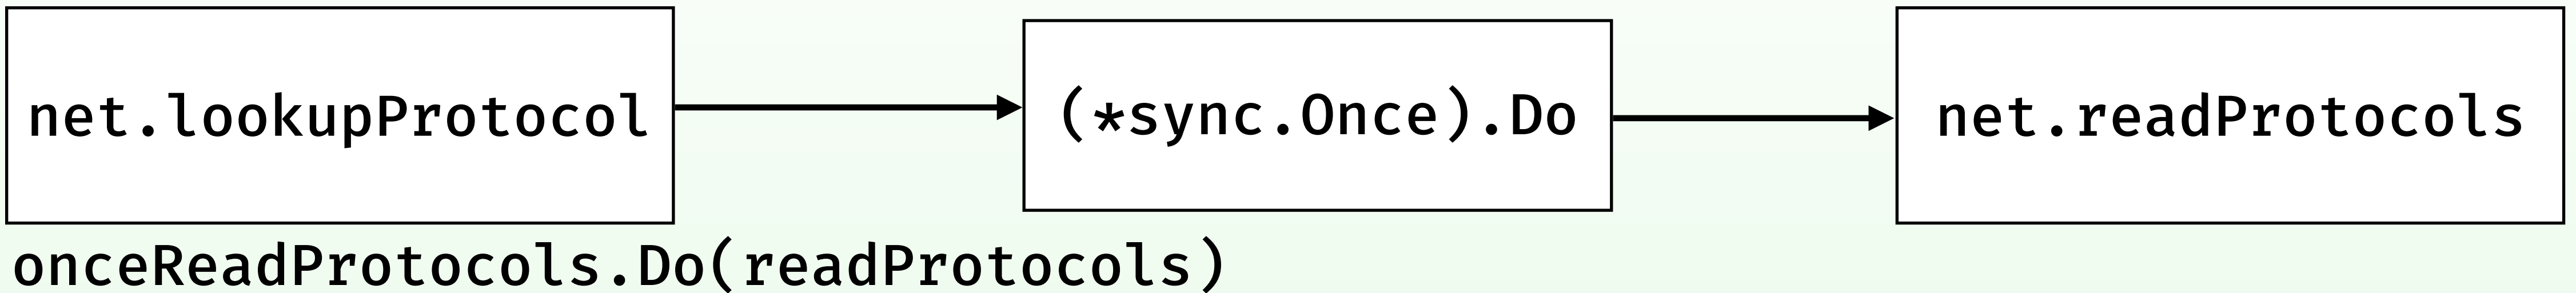 net.lookupProtocol
(*sync.Once).Do
net.readProtocols
onceReadProtocols.Do(readProtocols)